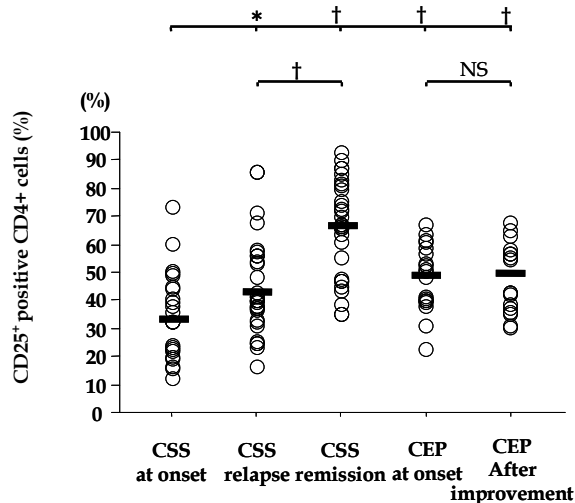 * † † †
† NS
(%)
CD25⁺ positive CD4+ cells (%)
100
90
80
70
60
50
40
30
20
10
0
CSS at onset
CSS relapse
CSS remission
CEP at onset
CEP After improvement